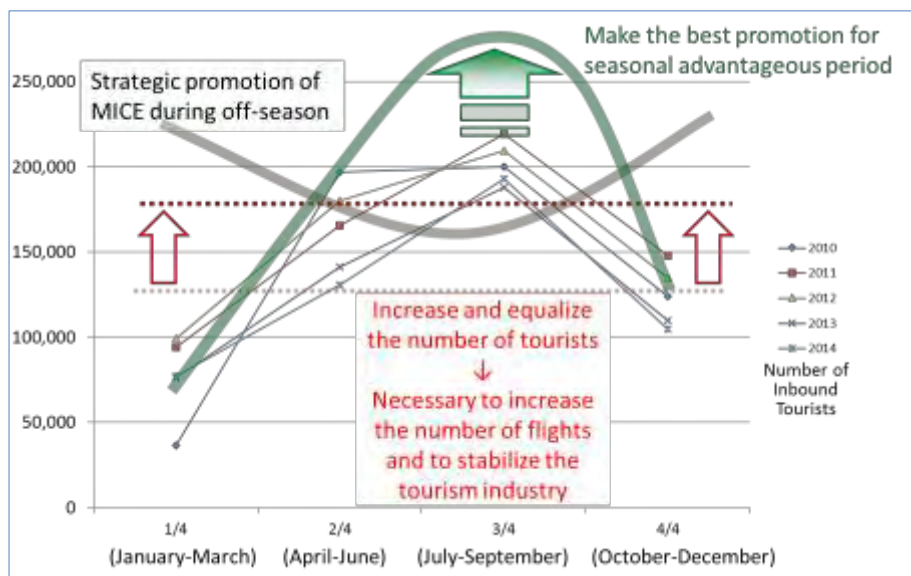 Make the best promotion for
seasonal advantageous period
Strategic promotion of
MICE during off-season
250,000
200,000
150,000
100,000
50,000
0
Increase and equalize
the number of tourists
↓
Necessary to increase
the number of flights
and to stabilize the
tourism industry
2010
2011
2012
2013
2014
Number of
Inbound
Tourists
1/4
2/4
3/4
4/4
(January-March)
(April-June)
(July-September)
(October-December)